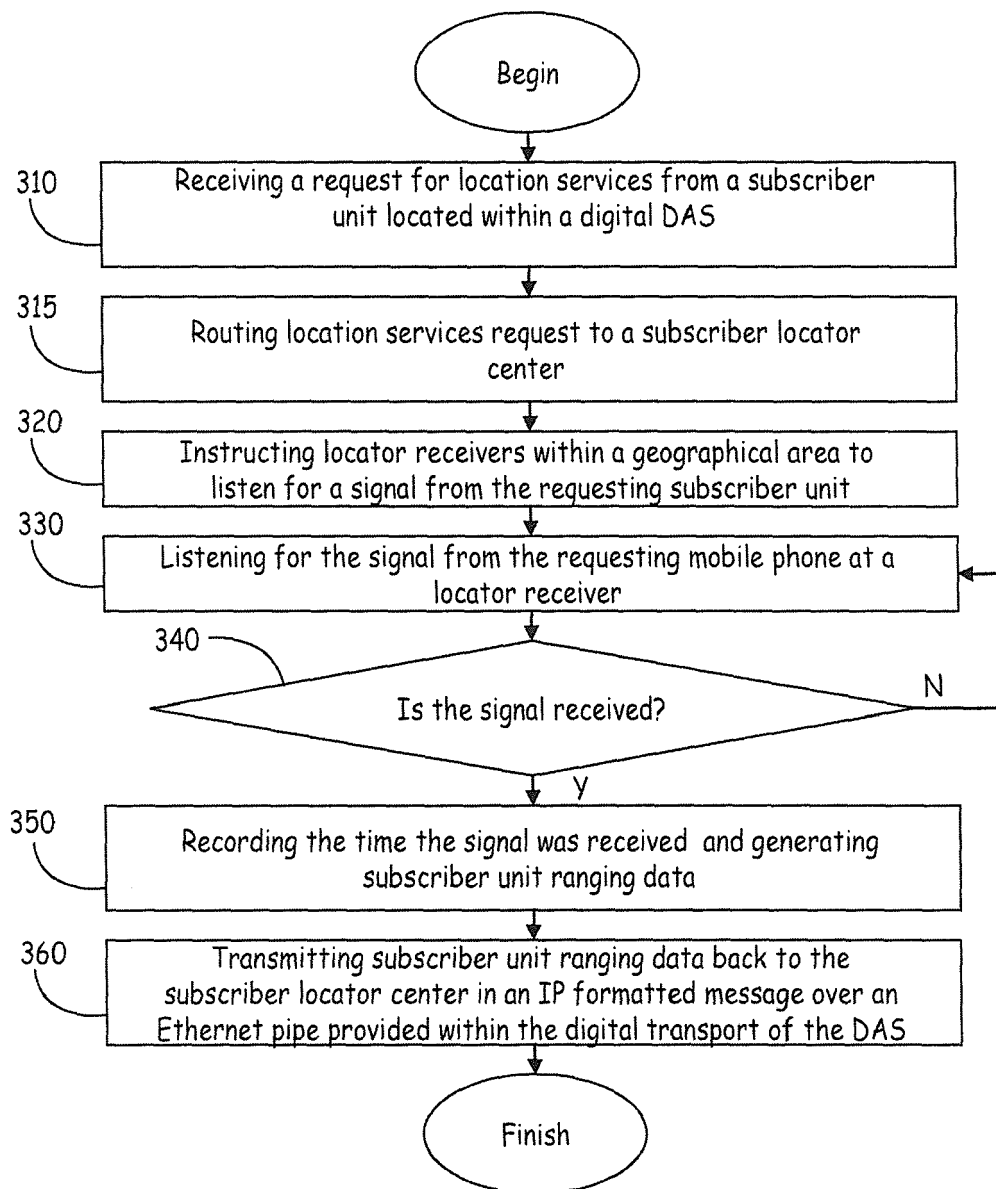 Begin
310
Receiving a request for location services from a subscriber
unit located within a digital DAS
315
Routing location services request to a subscriber locator
center
320
Instructing locator receivers within a geographical area to
listen for a signal from the requesting subscriber unit
330
Listening for the signal from the requesting mobile phone at a
locator receiver
340
Is the signal received?
N
Y
350
Recording the time the signal was received and generating
subscriber unit ranging data
360
Transmitting subscriber unit ranging data back to the
subscriber locator center in an IP formatted message over an
Ethernet pipe provided within the digital transport of the DAS
Finish